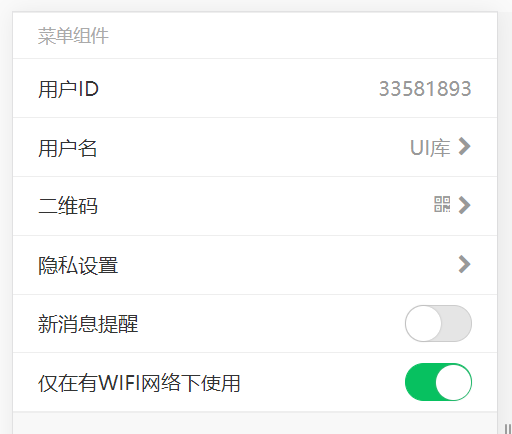 菜单组件
用户ID 33581893
用户名 UI库
二维码
隐私设置
新消息提醒
仅在有WIFI网络下使用